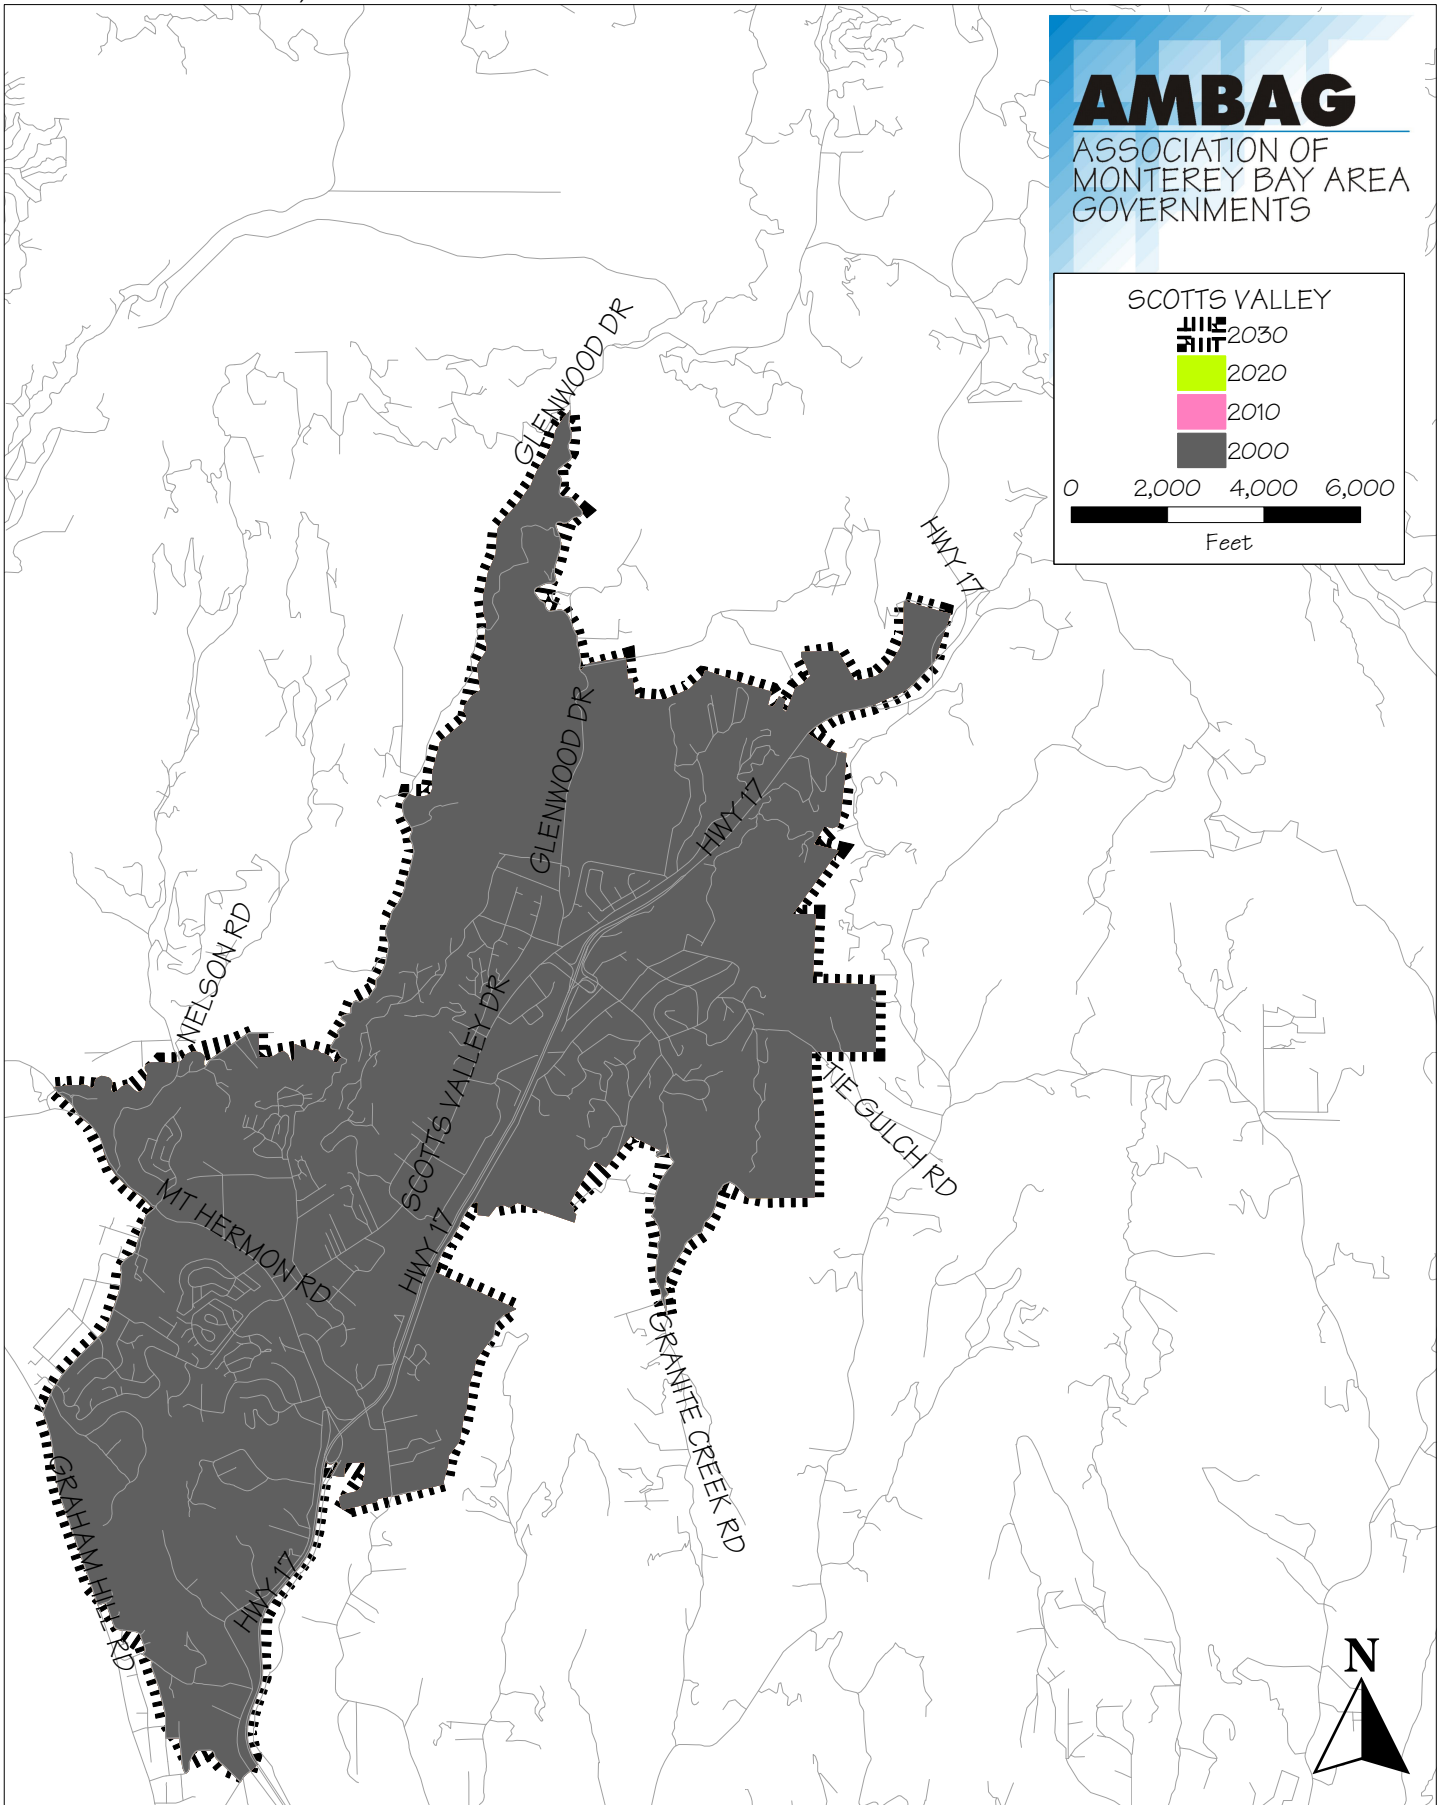 AMBAG
ASSOCIATION OF
MONTEREY BAY AREA
GOVERNMENTS
SCOTTS VALLEY
2030
2020
2010
2000
0 2,000 4,000 6,000
Feet
GLENWOOD DR
HWY 17
GLENWOOD DR
HWY 17
NELSON RD
SCOTTS VALLEY DR
TIE GULCH RD
MT HERMON RD
HWY 17
GRANITE CREEK RD
GRAHAM HILL RD
HWY 17
N